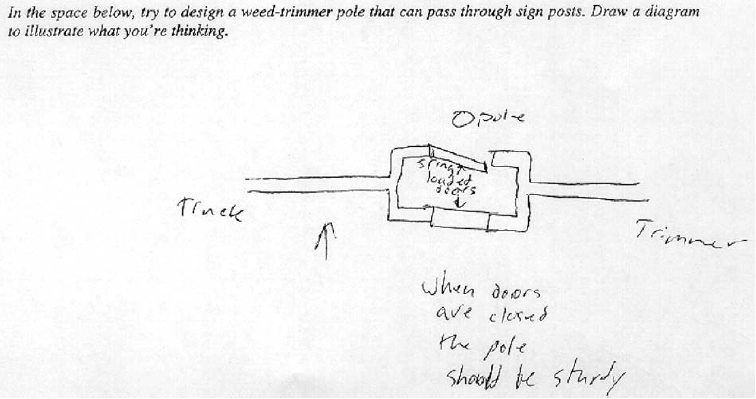 In the space below, try to design a weed-trimmer pole that can pass through sign posts. Draw a diagram
to illustrate what you're thinking.
pole
spring
loaded
doors
Truck
Trimmer
when doors
are closed
the pole
should be sturdy